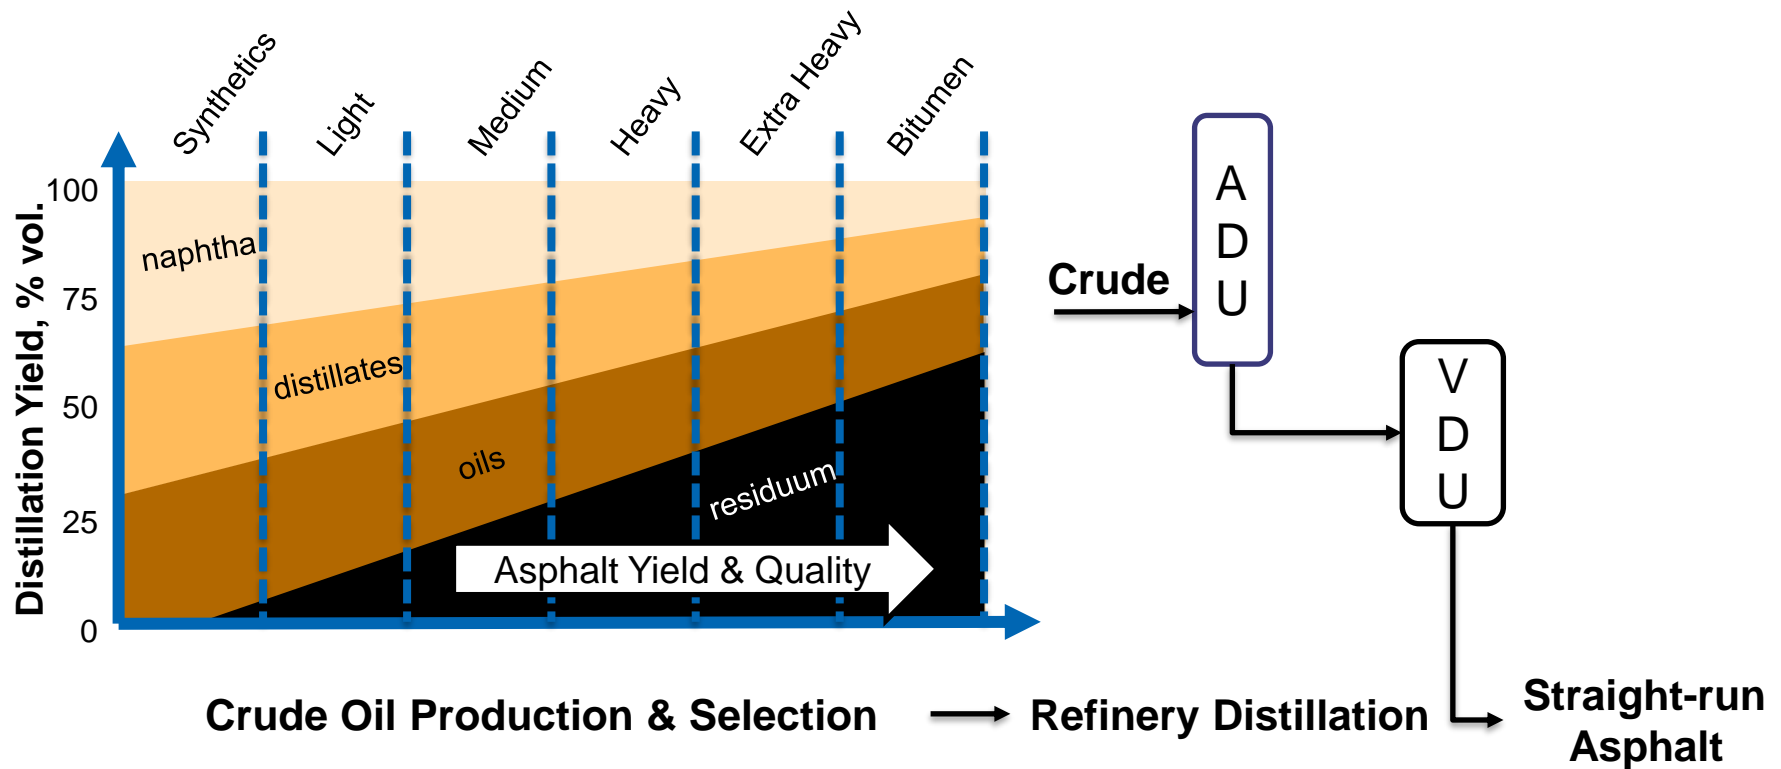 Synthetics
Light
Medium
Heavy
Extra Heavy
Bitumen
Distillation Yield, % vol.
100
75
50
25
0
naphtha
distillates
oils
residuum
Asphalt Yield & Quality
Crude
A
D
U
V
D
U
Crude Oil Production & Selection
Refinery Distillation
Straight-run
Asphalt